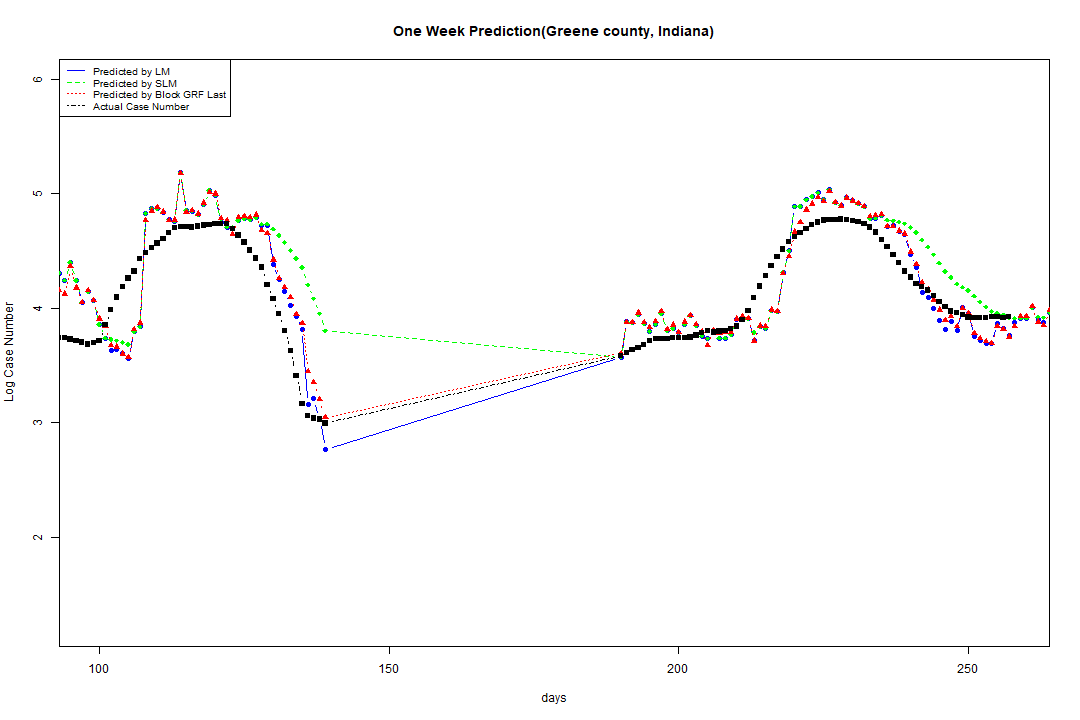 One Week Prediction(Greene county, Indiana)
Predicted by LM
Predicted by SLM
Predicted by Block GRF Last
Actual Case Number
6
5
4
3
2
Log Case Number
100 150 200 250
days